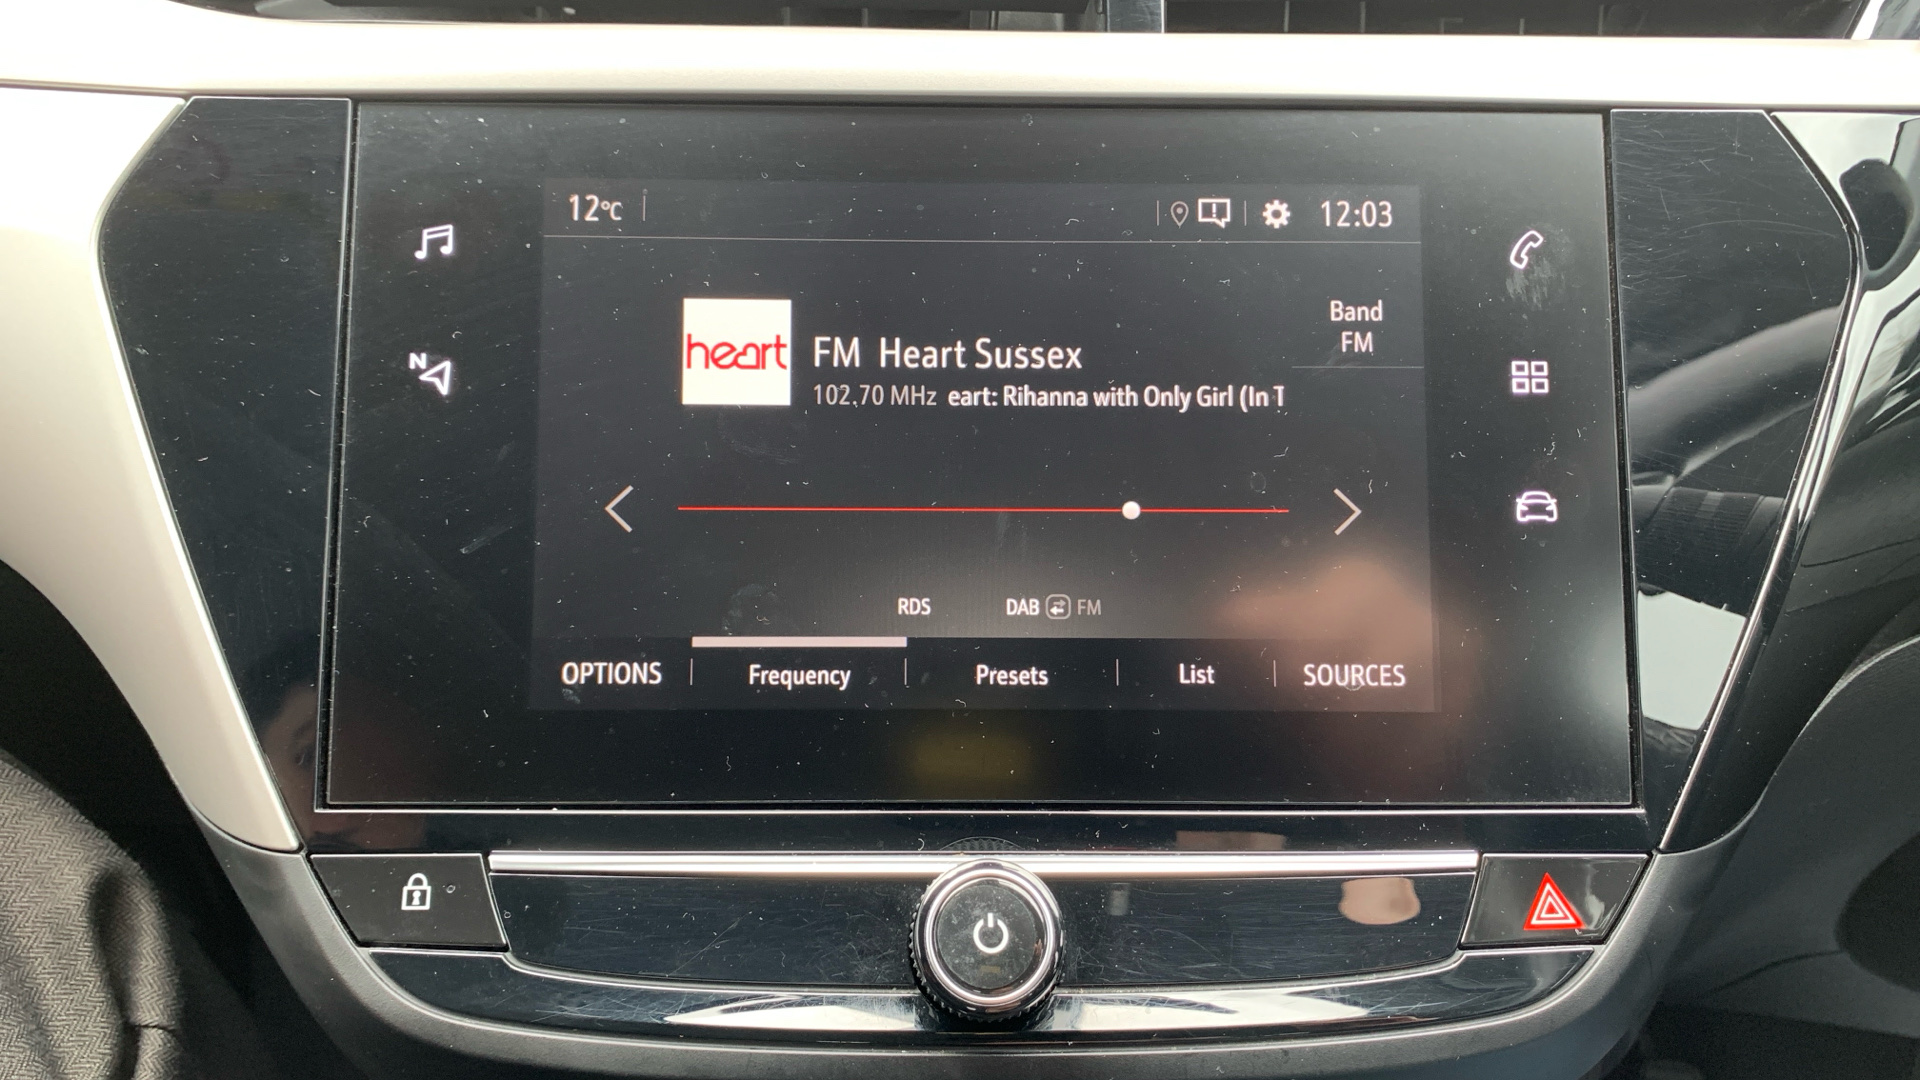 12°C
12:03
Band
FM
heart
FM Heart Sussex
102.70 MHz eart: Rihanna with Only Girl (In T
N
RDS
DAB FM
OPTIONS Frequency Presets List SOURCES